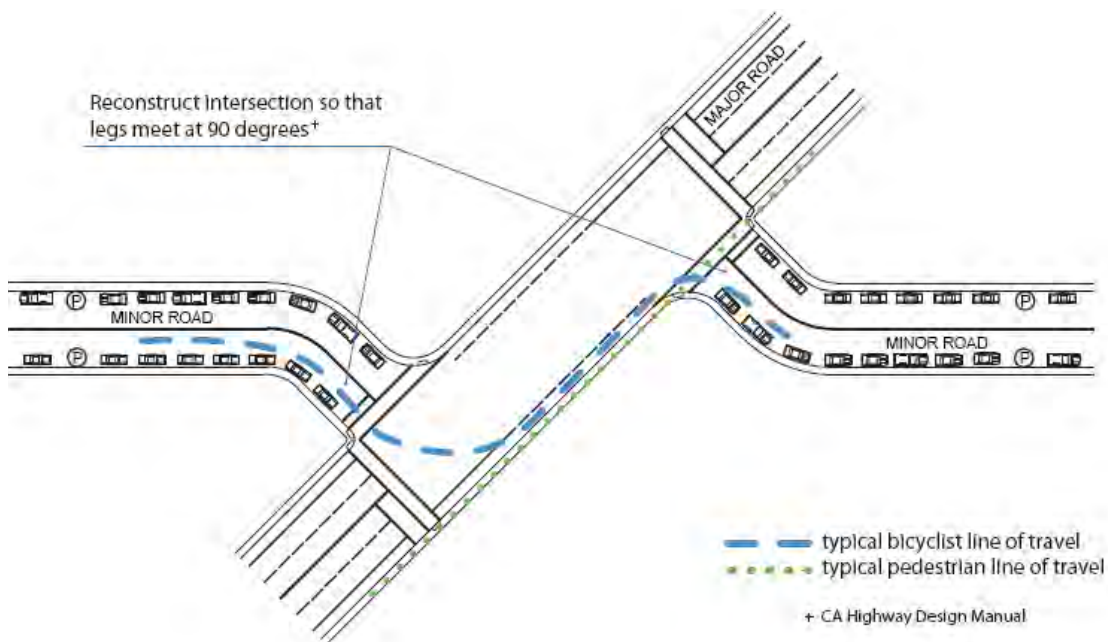 MAJOR ROAD
Reconstruct intersection so that
legs meet at 90 degrees+
P
P
MINOR ROAD
MINOR ROAD
P
P
typical bicyclist line of travel
typical pedestrian line of travel
+ CA Highway Design Manual